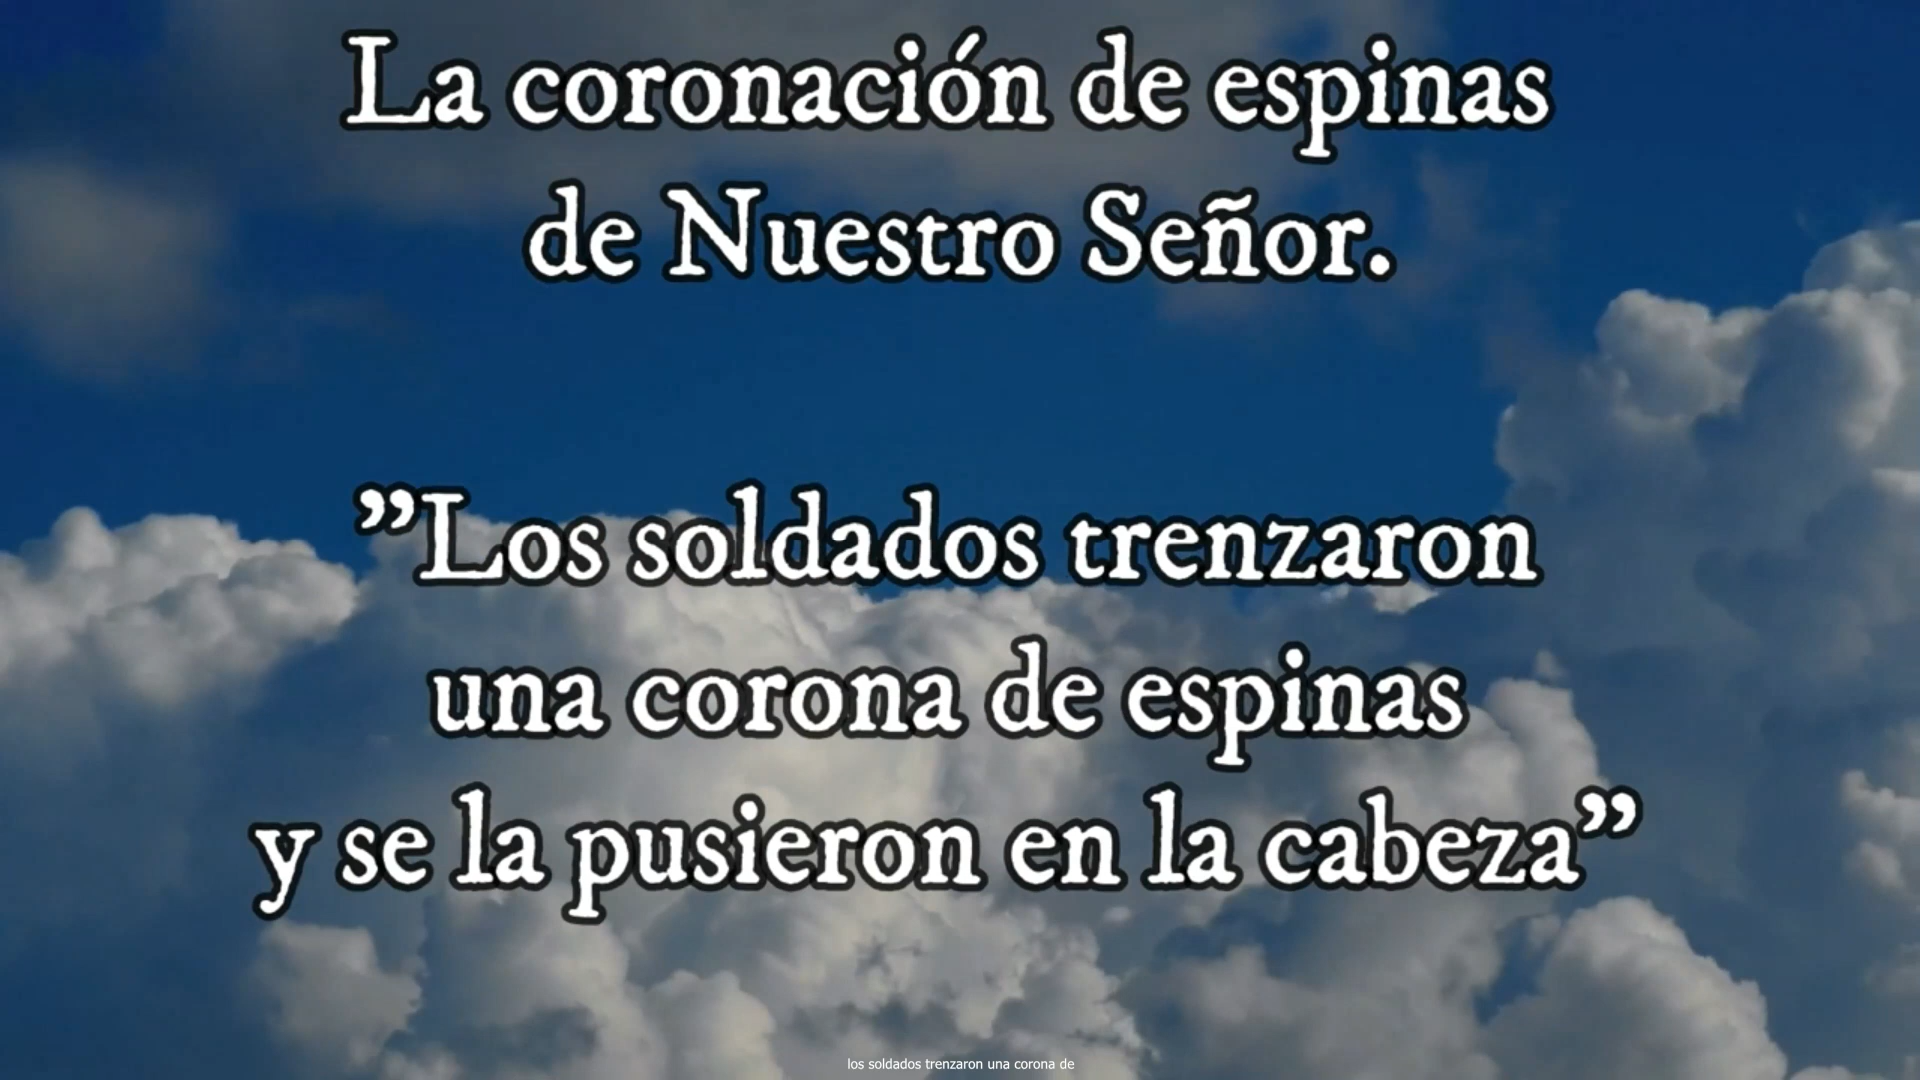 La coronación de espinas
de Nuestro Señor.
”Los soldados trenzaron
una corona de espinas
y se la pusieron en la cabeza”
los soldados trenzaron una corona de